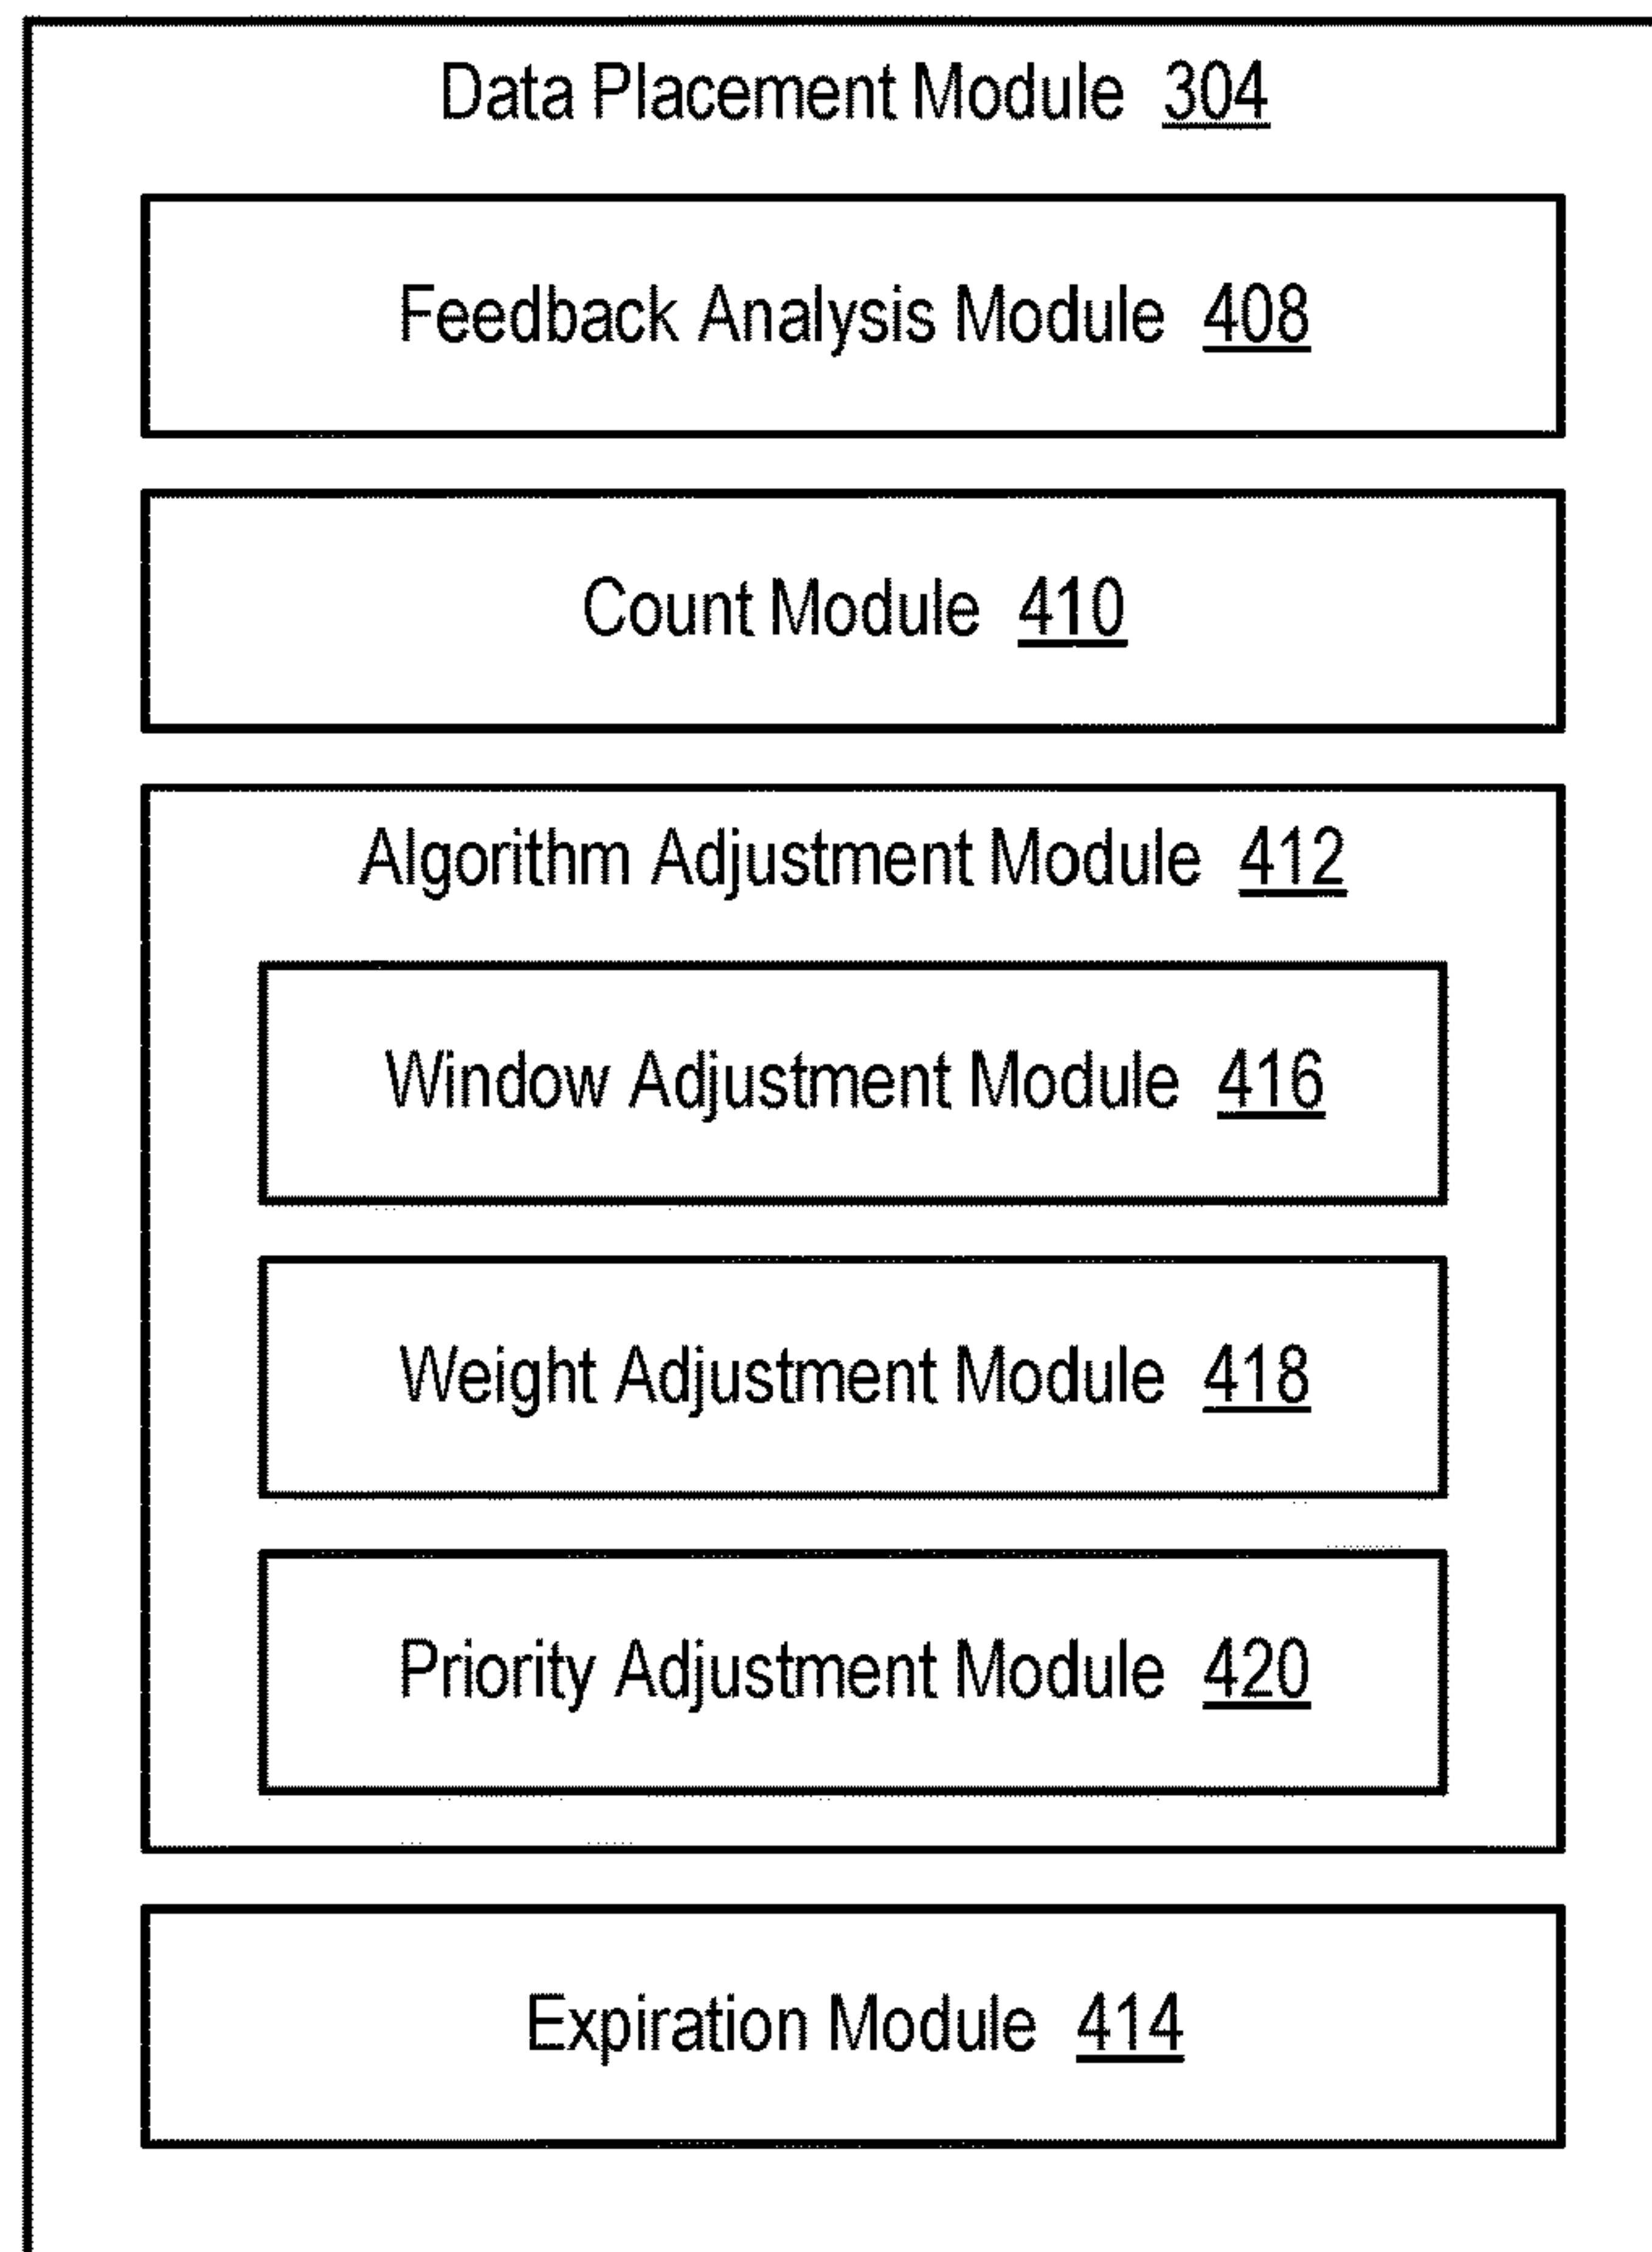 Data Placement Module 304
Feedback Analysis Module 408
Count Module 410
Algorithm Adjustment Module 412
Window Adjustment Module 416
Weight Adjustment Module 418
Priority Adjustment Module 420
Expiration Module 414